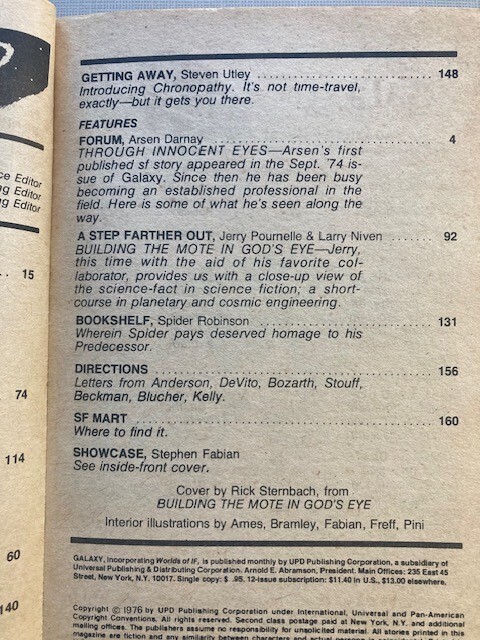 GETTING AWAY, Steven Utley .......................... 148
Introducing Chronopathy. It's not time-travel,
exactly—but it gets you there.
FEATURES
FORUM, Arsen Darnay .......................... 4
THROUGH INNOCENT EYES—Arsen's first
published sf story appeared in the Sept. '74 is-
sue of Galaxy. Since then he has been busy
becoming an established professional in the
field. Here is some of what he's seen along the
way.
A STEP FARTHER OUT, Jerry Pournelle & Larry Niven ....... 92
BUILDING THE MOTE IN GOD'S EYE—Jerry,
this time with the aid of his favorite col-
laborator, provides us with a close-up view of
the science-fact in science fiction; a short-
course in planetary and cosmic engineering.
BOOKSHELF, Spider Robinson .......................... 131
Wherein Spider pays deserved homage to his
Predecessor.
DIRECTIONS .......................... 156
Letters from Anderson, DeVito, Bozarth, Stouff,
Beckman, Blucher, Kelly.
SF MART .......................... 160
Where to find it.
SHOWCASE, Stephen Fabian
See inside-front cover.
Cover by Rick Sternbach, from
BUILDING THE MOTE IN GOD'S EYE
Interior illustrations by Ames, Bramley, Fabian, Freff, Pini
GALAXY, incorporating Worlds of IF, is published monthly by UPD Publishing Corporation, a subsidiary of
Universal Publishing & Distributing Corporation. Arnold E. Abramson, President. Main Offices: 235 East 45
Street, New York, N.Y. 10017. Single copy: $ .95. 12-issue subscription: $11.40 in U.S., $13.00 elsewhere.
Copyright © 1976 by UPD Publishing Corporation under International, Universal and Pan-American
Copyright Conventions. All rights reserved. Second class postage paid at New York, N.Y. and additional
mailing offices. The publishers assume no responsibility for unsolicited material. All stories printed in this
magazine are fiction and any similarity between characters and actual persons is
Editor
Editor
Editor
15
74
114
60
140